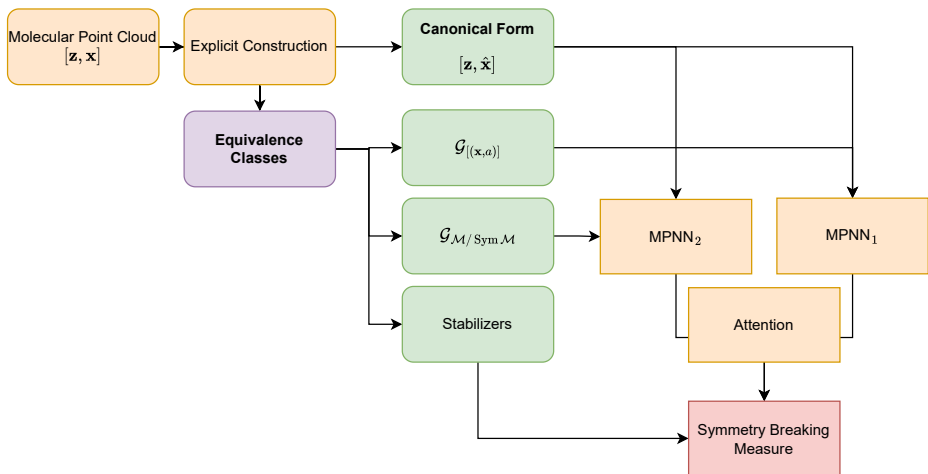 Molecular Point Cloud
[z, x]
Explicit Construction
Canonical Form
[z, x̂]
Equivalence
Classes
𝒢[(x,a)]
𝒢ℳ/ Sym ℳ
MPNN₂
MPNN₁
Stabilizers
Attention
Symmetry Breaking
Measure